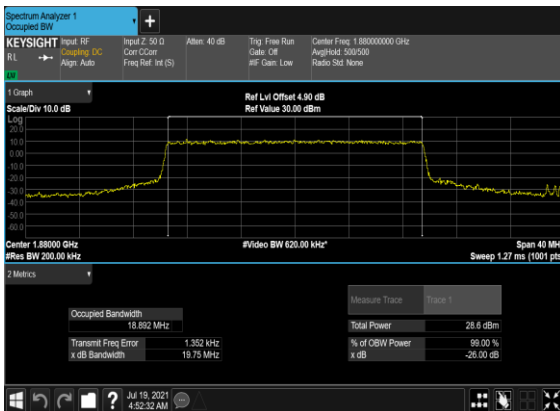 Spectrum Analyzer 1
Occupied BW
KEYSIGHT
RL
LV
Input: RF
Coupling: DC
Align: Auto
Input Z: 50 Ω
Corr CCorr
Freq Ref: Int (S)
Atten: 40 dB
Trig: Free Run
Gate: Off
#IF Gain: Low
Center Freq: 1.880000000 GHz
Avg|Hold: 500/500
Radio Std: None
1 Graph
Scale/Div 10.0 dB
Ref Lvl Offset 4.90 dB
Ref Value 30.00 dBm
Log
20.0
10.0
0.00
-10.0
-20.0
-30.0
-40.0
-50.0
-60.0
Center 1.88000 GHz
#Res BW 200.00 kHz
#Video BW 620.00 kHz*
Span 40 MH
Sweep 1.27 ms (1001 pts
2 Metrics
Measure Trace Trace 1
Occupied Bandwidth
18.892 MHz
Total Power 28.6 dBm
Transmit Freq Error 1.352 kHz
x dB Bandwidth 19.75 MHz
% of OBW Power 99.00 %
x dB -26.00 dB
?
Jul 19, 2021
4:52:32 AM